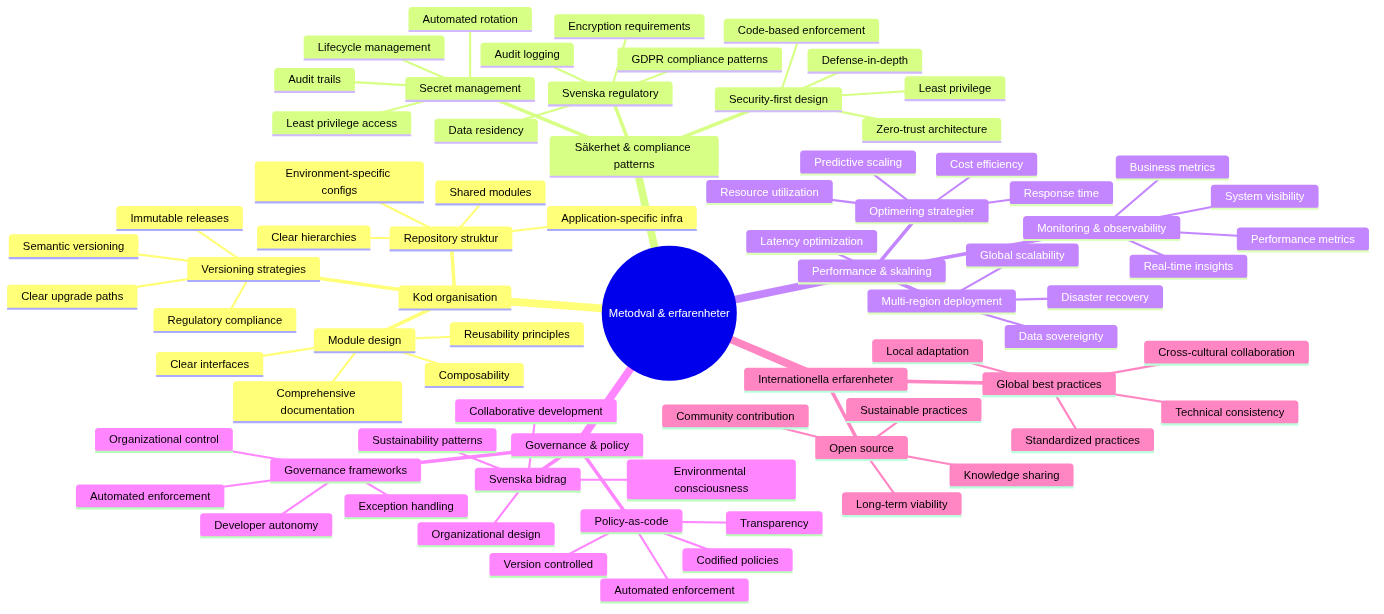 Automated rotation
Encryption requirements
Code-based enforcement
Lifecycle management
Audit logging
GDPR compliance patterns
Defense-in-depth
Audit trails
Secret management
Svenska regulatory
Security-first design
Least privilege
Least privilege access
Data residency
Zero-trust architecture
Säkerhet & compliance
patterns
Environment-specific
configs
Shared modules
Application-specific infra
Clear hierarchies
Repository struktur
Immutable releases
Semantic versioning
Versioning strategies
Clear upgrade paths
Regulatory compliance
Kod organisation
Module design
Reusability principles
Clear interfaces
Composability
Comprehensive
documentation
Metodval & erfarenheter
Predictive scaling
Cost efficiency
Resource utilization
Response time
Optimering strategier
Business metrics
System visibility
Monitoring & observability
Performance metrics
Real-time insights
Latency optimization
Global scalability
Performance & skalning
Multi-region deployment
Disaster recovery
Data sovereignty
Local adaptation
Cross-cultural collaboration
Internationella erfarenheter
Global best practices
Technical consistency
Standardized practices
Community contribution
Sustainable practices
Open source
Knowledge sharing
Long-term viability
Collaborative development
Organizational control
Sustainability patterns
Governance & policy
Governance frameworks
Svenska bidrag
Environmental
consciousness
Automated enforcement
Developer autonomy
Exception handling
Organizational design
Policy-as-code
Transparency
Version controlled
Codified policies
Automated enforcement